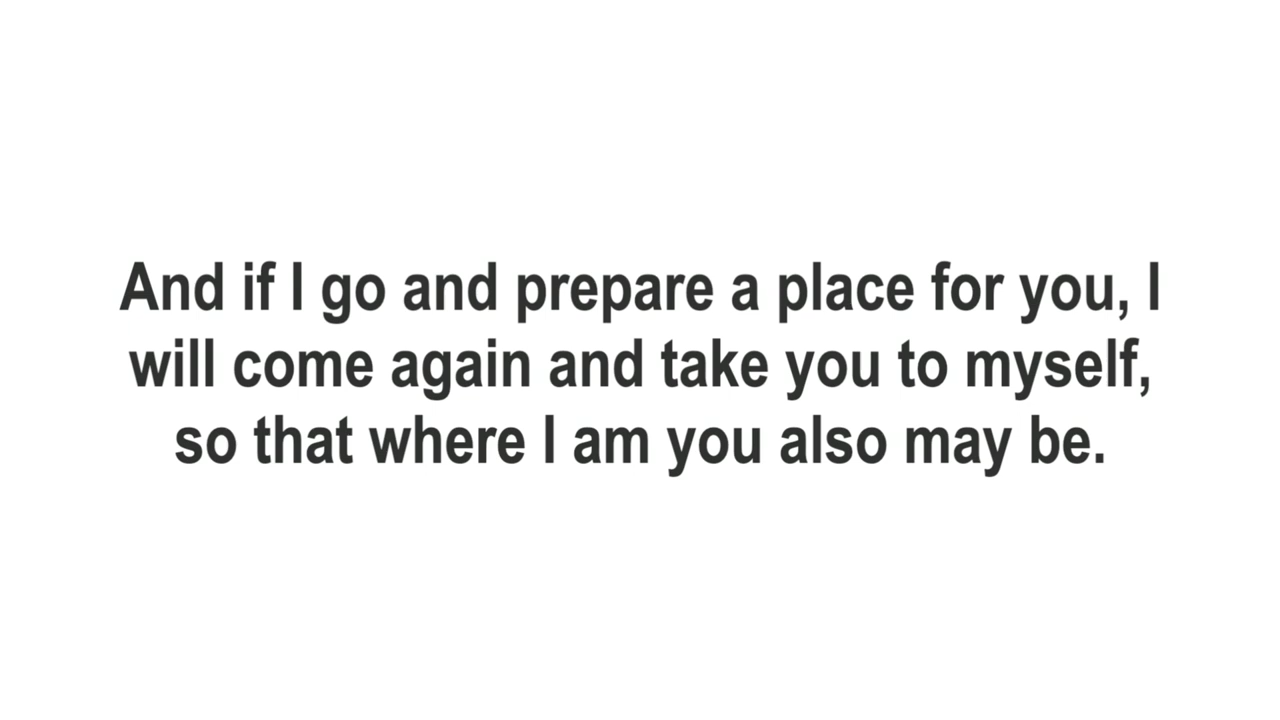 And if I go and prepare a place for you, I
will come again and take you to myself,
so that where I am you also may be.